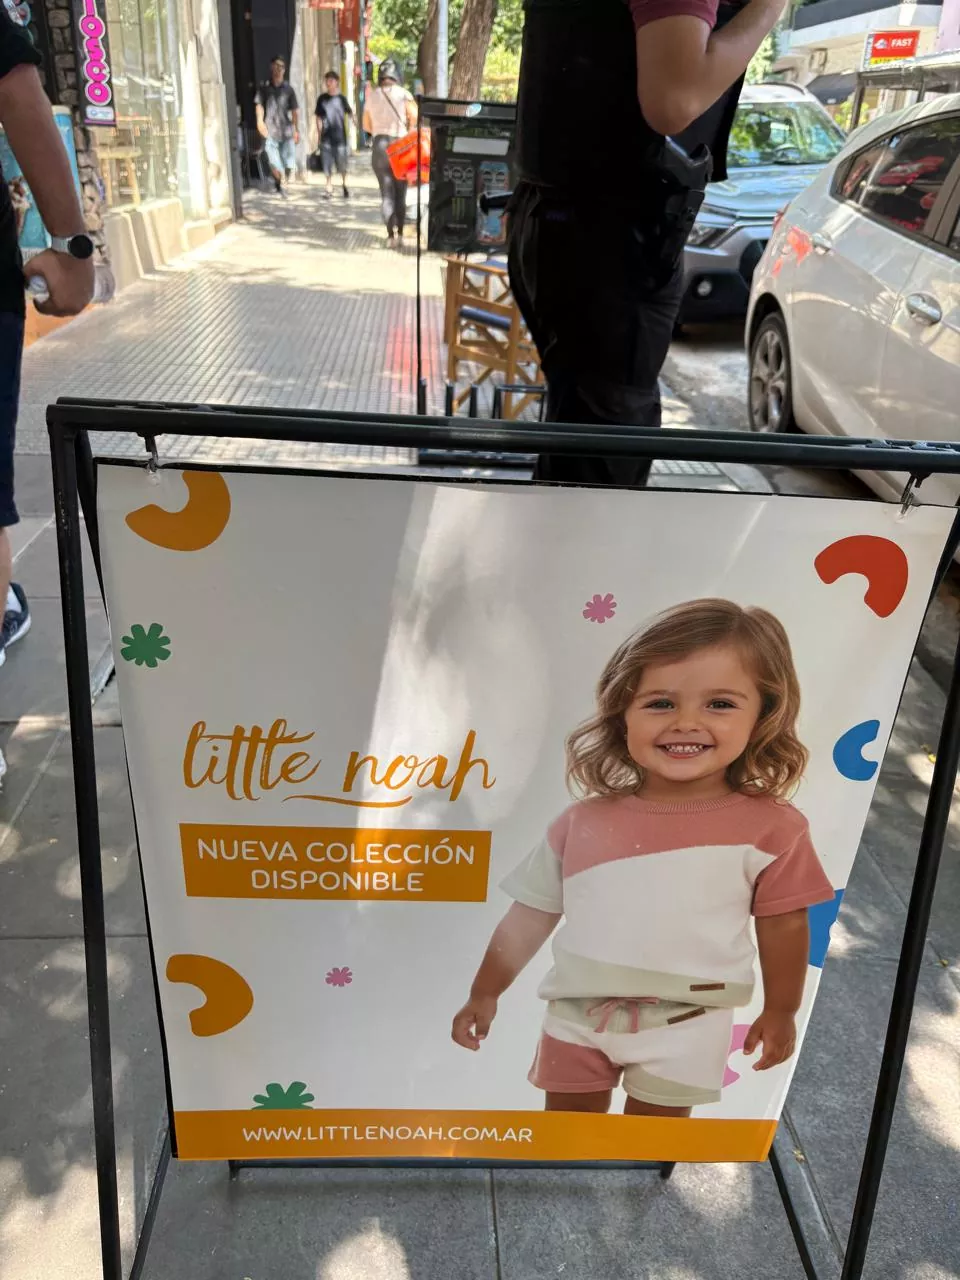 FAST
little noah
NUEVA COLECCIÓN
DISPONIBLE
WWW.LITTLENOAH.COM.AR